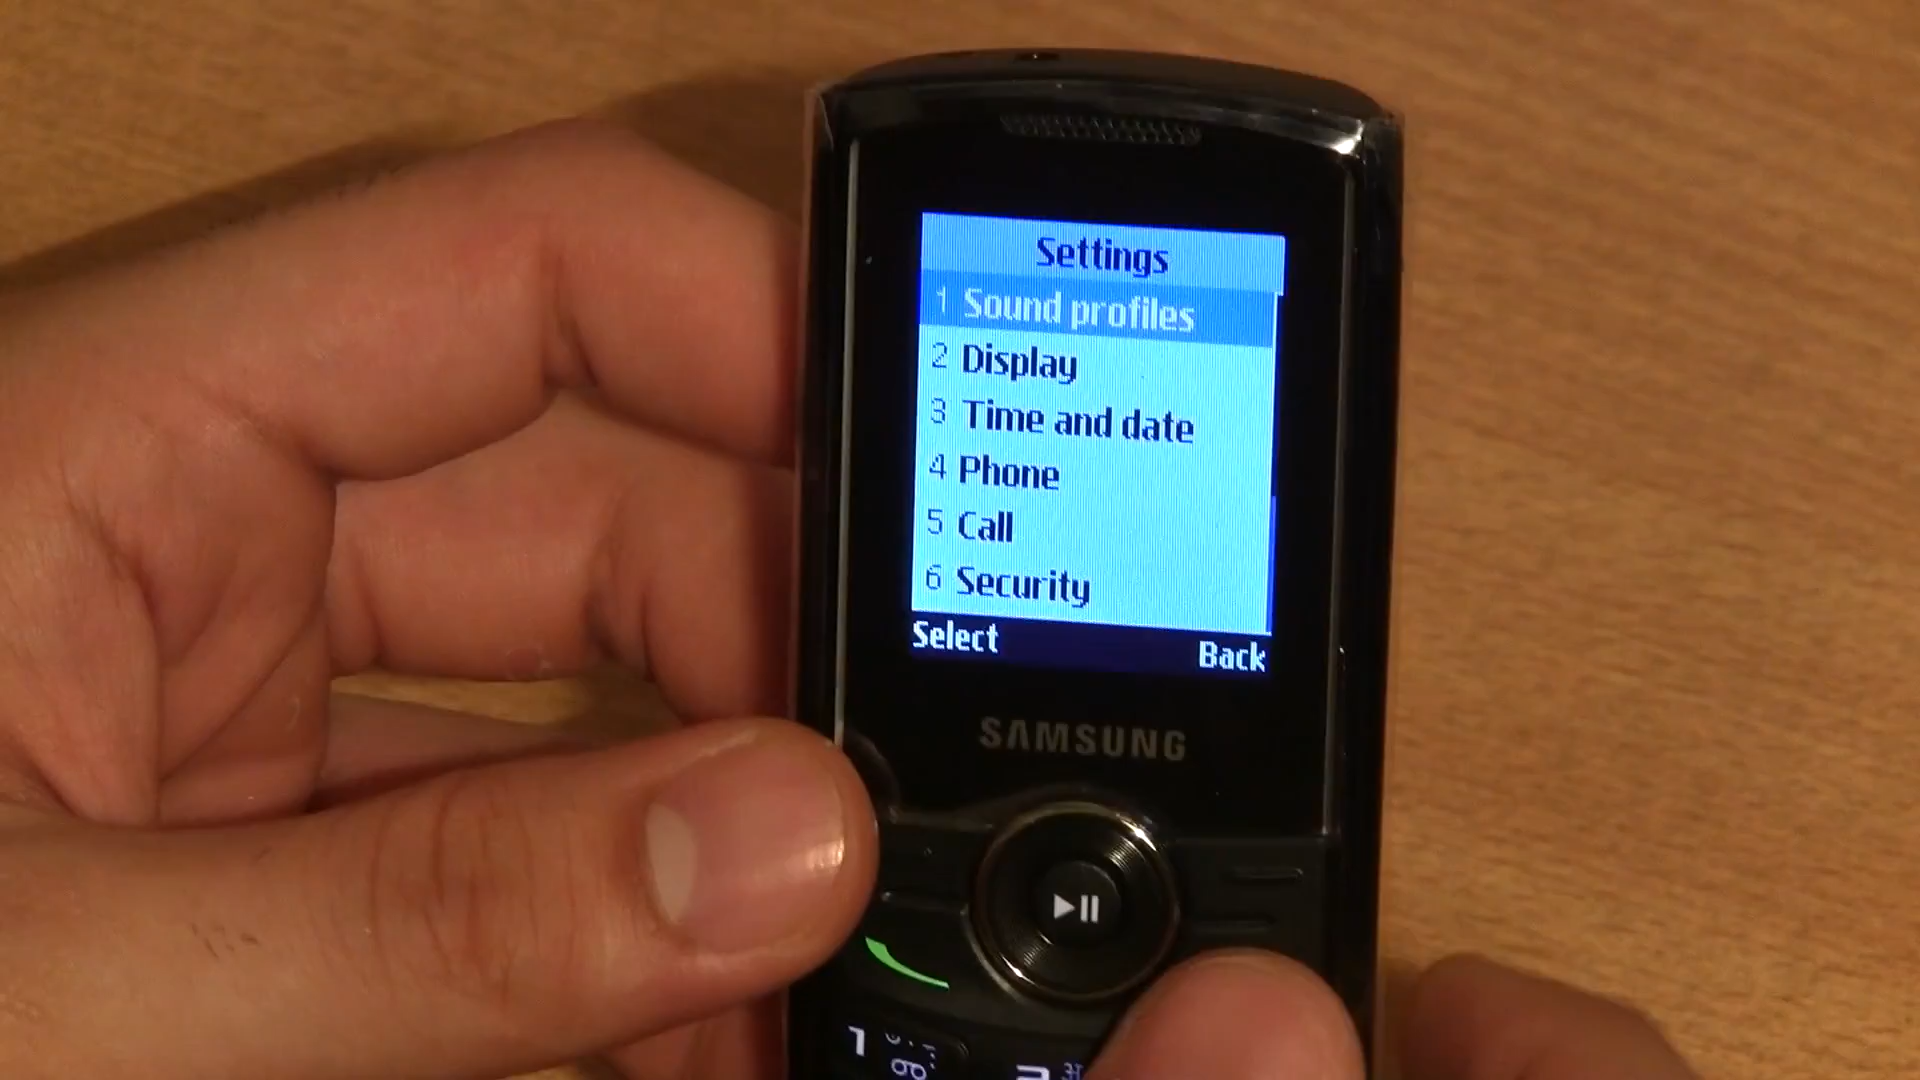 Settings
1 Sound profiles
2 Display
3 Time and date
4 Phone
5 Call
6 Security
Select Back
SAMSUNG
1